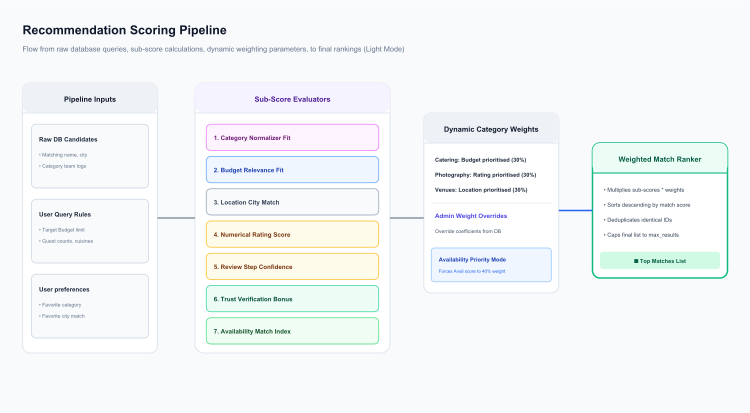 Recommendation Scoring Pipeline
Flow from raw database queries, sub-score calculations, dynamic weighting parameters, to final rankings (Light Mode)
Pipeline Inputs
Raw DB Candidates
• Matching name, city
• Category team logs
User Query Rules
• Target Budget limit
• Guest counts, cuisines
User preferences
• Favorite category
• Favorite city match
Sub-Score Evaluators
1. Category Normalizer Fit
2. Budget Relevance Fit
3. Location City Match
4. Numerical Rating Score
5. Review Step Confidence
6. Trust Verification Bonus
7. Availability Match Index
Dynamic Category Weights
Catering: Budget prioritised (30%)
Photography: Rating prioritised (30%)
Venues: Location prioritised (30%)
Admin Weight Overrides
Override coefficients from DB
Availability Priority Mode
Forces Avail score to 40% weight
Weighted Match Ranker
• Multiplies sub-scores * weights
• Sorts descending by match score
• Deduplicates identical IDs
• Caps final list to max_results
■ Top Matches List